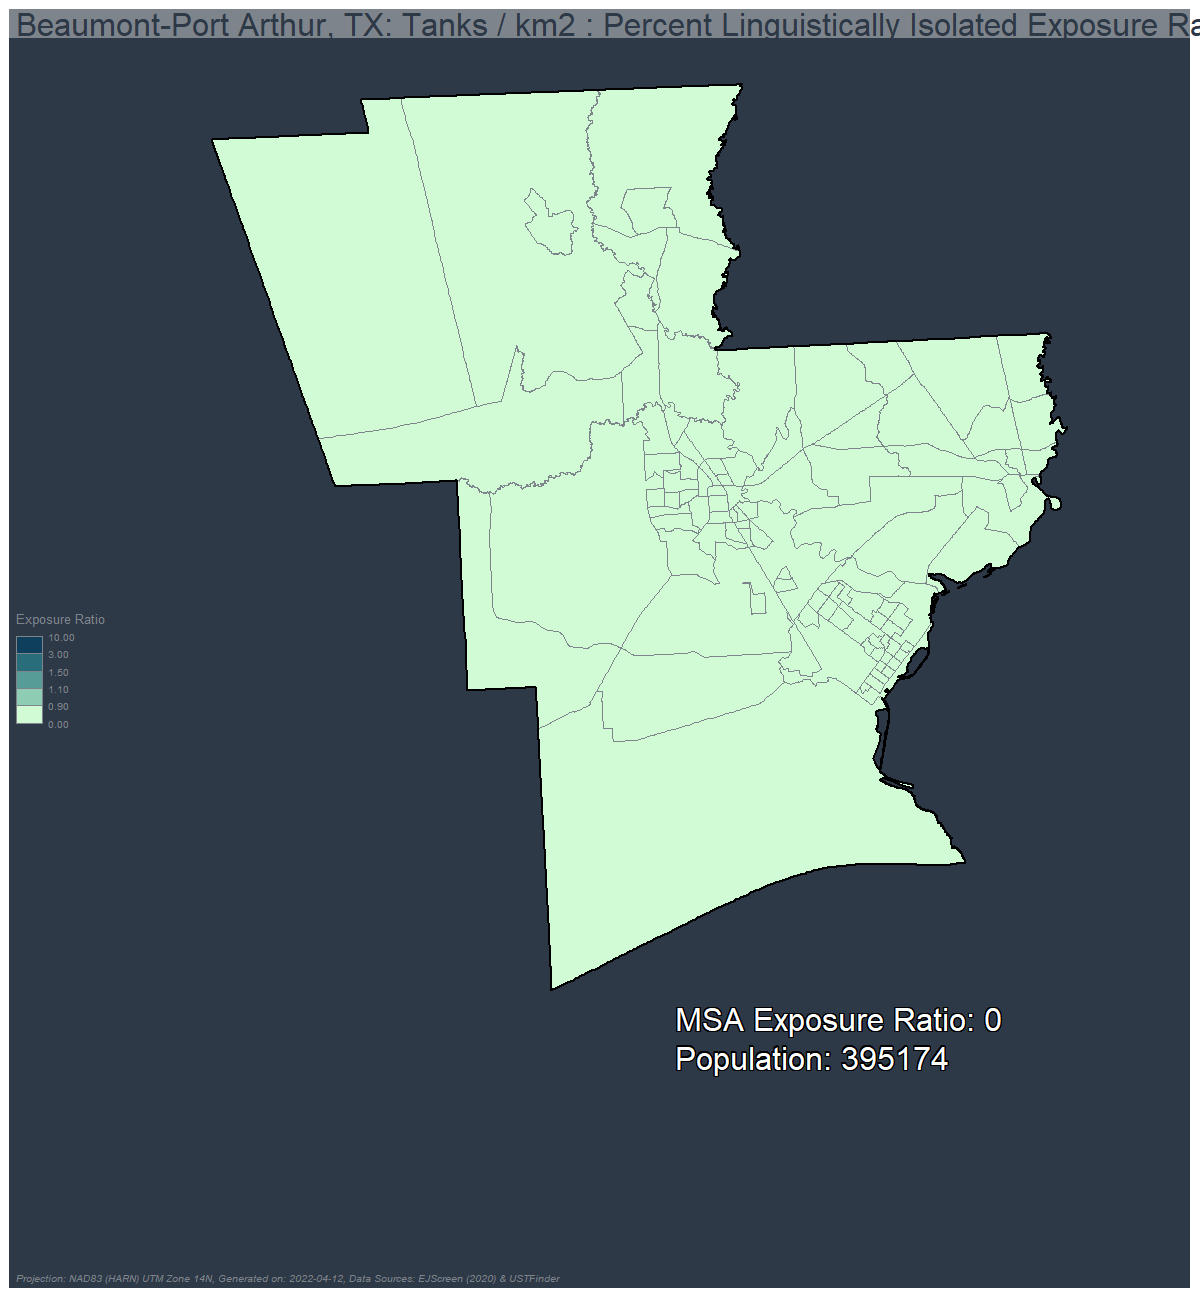 Beaumont-Port Arthur, TX: Tanks / km2 : Percent Linguistically Isolated Exposure Ra
Exposure Ratio
10.00
3.00
1.50
1.10
0.90
0.00
MSA Exposure Ratio: 0
Population: 395174
Projection: NAD83 (HARN) UTM Zone 14N, Generated on: 2022-04-12, Data Sources: EJScreen (2020) & USTFinder